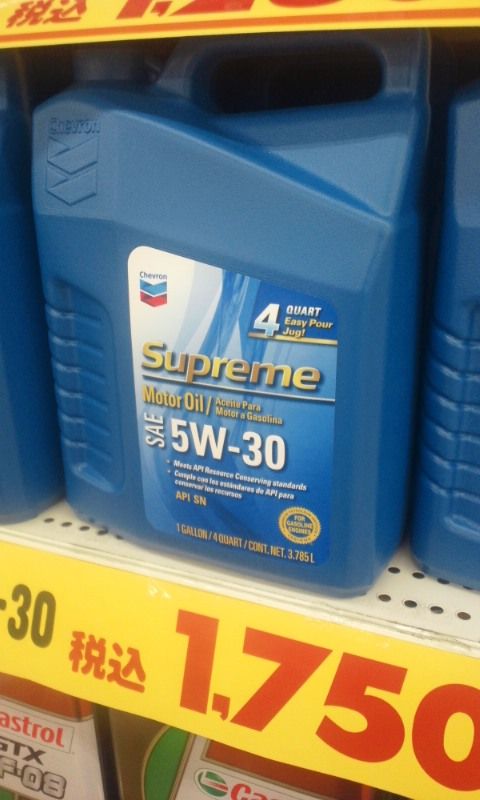 税込
Chevron
Chevron
4 QUART
Easy Pour
Jug!
Supreme
Motor Oil / Aceite Para
Motor a Gasolina
SAE 5W-30
• Meets API Resource Conserving standards
• Cumple con los estándares de API para
conservar los recursos
API SN
FOR
GASOLINE
ENGINES
1 GALLON / 4 QUART / CONT. NET. 3.785 L
-30 税込 1,750
Castrol
GTX